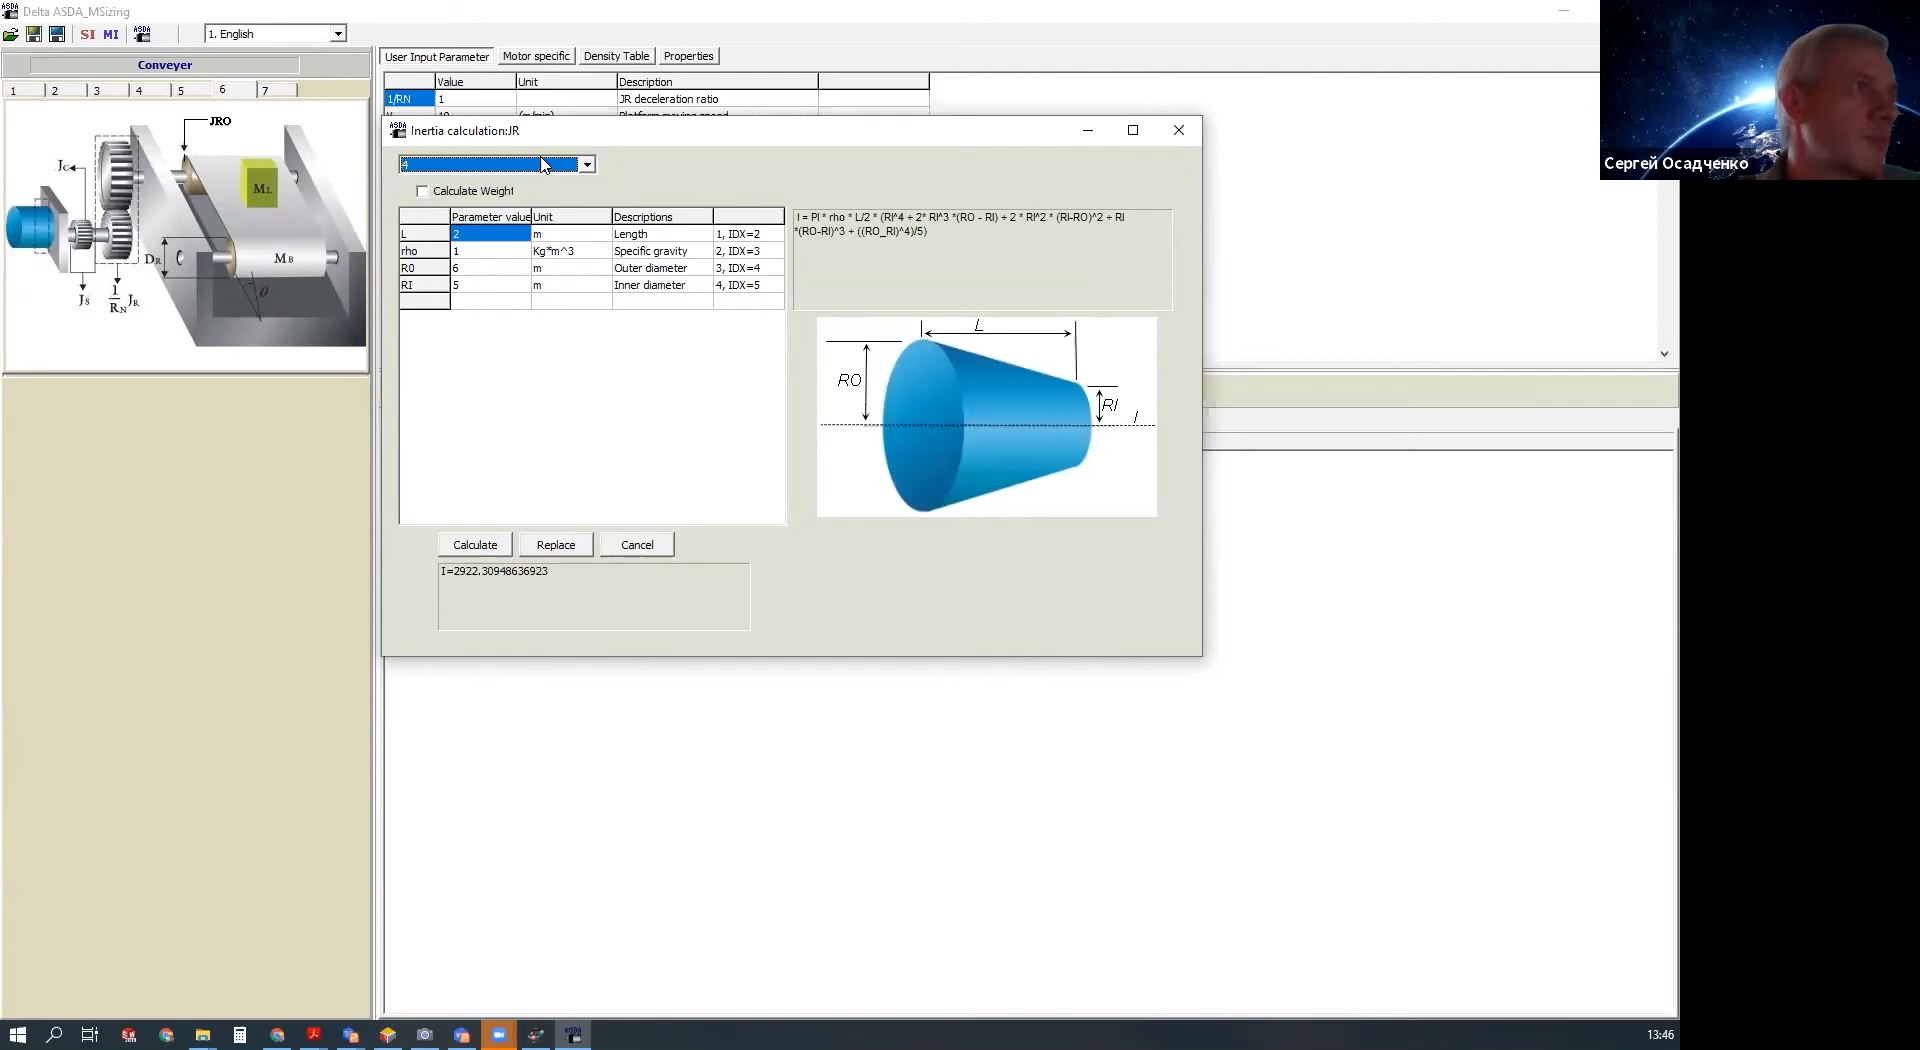 Delta ASDA_MSizing
SI MI
1. English
Conveyer
1 2 3 4 5 6 7
JRO
JC
ML
DR
MB
θ
JS
1/RN JR
User Input Parameter
Motor specific
Density Table
Properties
Value Unit Description
1/RN 1 JR deceleration ratio
Inertia calculation:JR
4
Calculate Weight
Parameter value Unit Descriptions
L 2 m Length 1, IDX=2
rho 1 Kg*m^3 Specific gravity 2, IDX=3
R0 6 m Outer diameter 3, IDX=4
RI 5 m Inner diameter 4, IDX=5
I = PI * rho * L/2 * (RI^4 + 2* RI^3 *(RO - RI) + 2 * RI^2 * (RI-RO)^2 + RI
*(RO-RI)^3 + ((RO_RI)^4)/5)
L
RO
RI
I
Calculate
Replace
Cancel
I=2922.30948636923
Сергей Осадченко
13:46